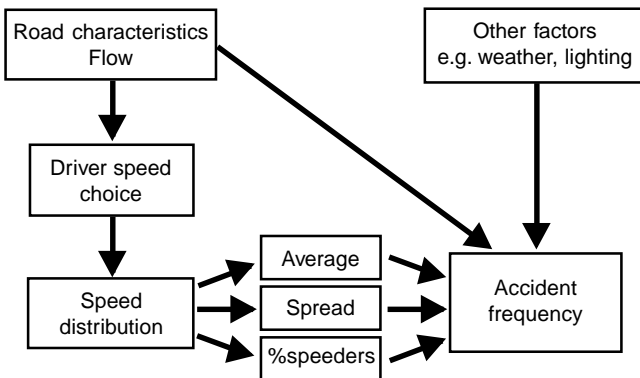 Road characteristics
Flow
Other factors
e.g. weather, lighting
Driver speed
choice
Average
Speed
distribution
Spread
%speeders
Accident
frequency